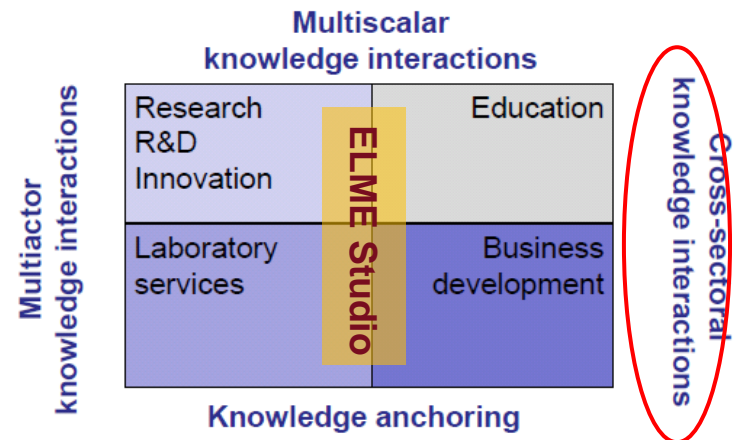 Multiscalar
knowledge interactions
Multiactor
knowledge interactions
Research
R&D
Innovation
Education
ELME Studio
Laboratory
services
Business
development
Cross-sectoral
knowledge interactions
Knowledge anchoring